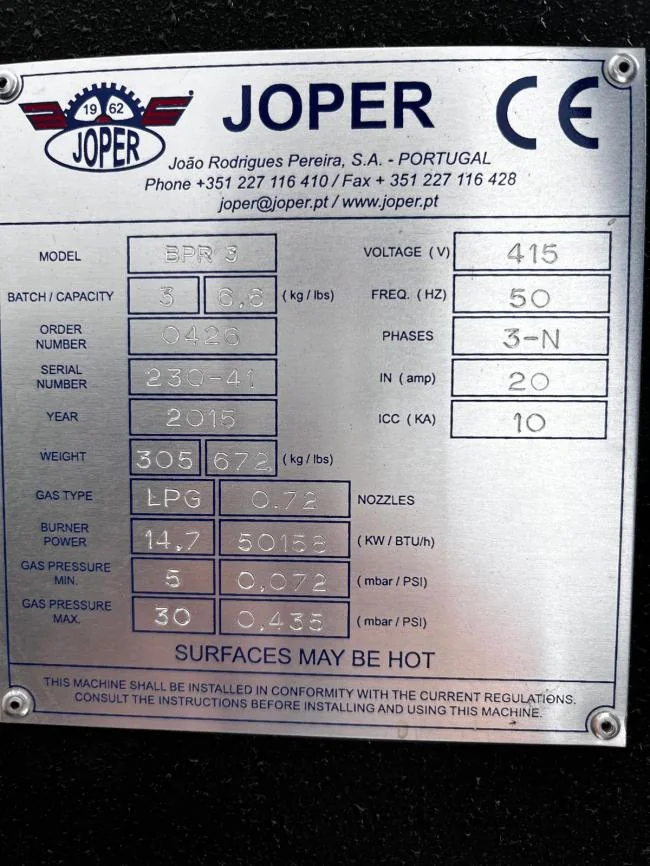 19 62
JOPER
JOPER
CE
João Rodrigues Pereira, S.A. - PORTUGAL
Phone +351 227 116 410 / Fax + 351 227 116 428
joper@joper.pt / www.joper.pt
MODEL BPR 3
BATCH / CAPACITY 3 6,6 ( kg / lbs)
ORDER NUMBER 0426
SERIAL NUMBER 230-41
YEAR 2015
WEIGHT 305 672 ( kg / lbs)
GAS TYPE LPG 0.72 NOZZLES
BURNER POWER 14,7 50158 ( KW / BTU/h)
GAS PRESSURE MIN. 5 0,072 ( mbar / PSI)
GAS PRESSURE MAX. 30 0,435 ( mbar / PSI)
VOLTAGE ( V) 415
FREQ. ( HZ) 50
PHASES 3-N
IN ( amp) 20
ICC ( KA) 10
SURFACES MAY BE HOT
THIS MACHINE SHALL BE INSTALLED IN CONFORMITY WITH THE CURRENT REGULATIONS.
CONSULT THE INSTRUCTIONS BEFORE INSTALLING AND USING THIS MACHINE.